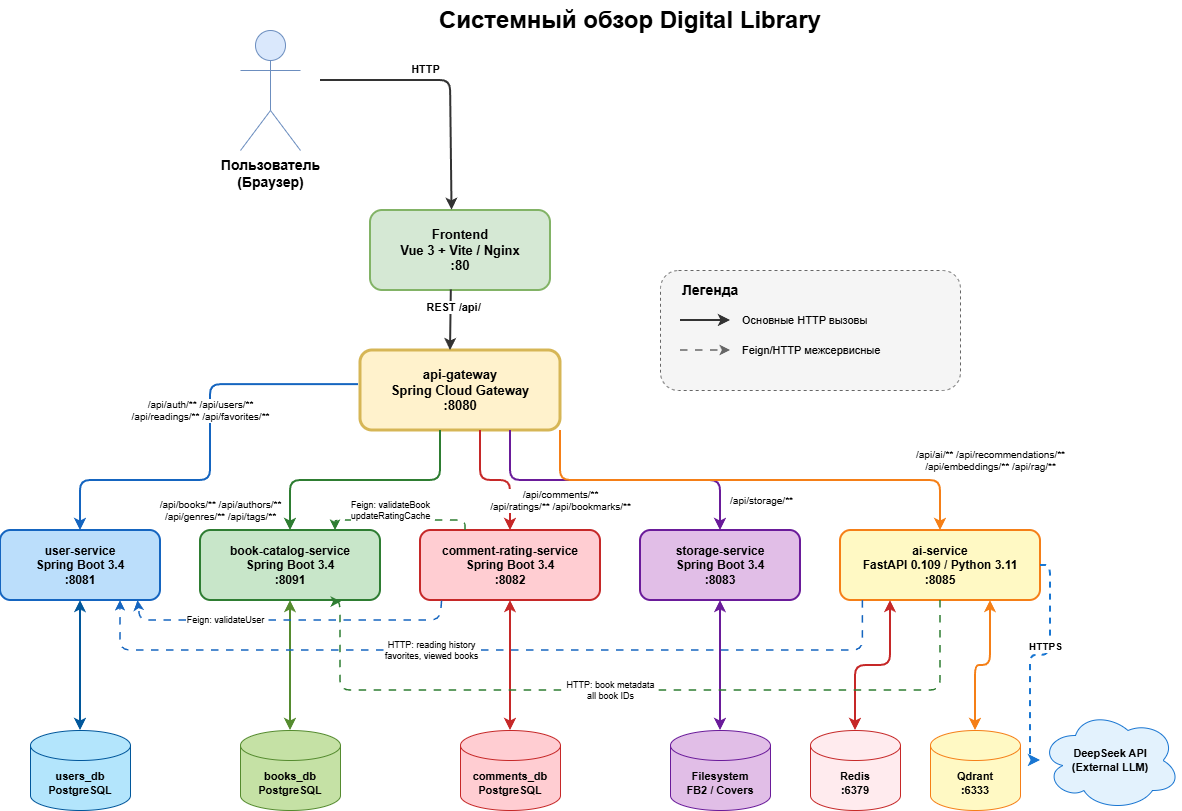 Системный обзор Digital Library
HTTP
Пользователь
(Браузер)
Frontend
Vue 3 + Vite / Nginx
:80
REST /api/
Легенда
Основные HTTP вызовы
Feign/HTTP межсервисные
api-gateway
Spring Cloud Gateway
:8080
/api/auth/** /api/users/**
/api/readings/** /api/favorites/**
/api/books/** /api/authors/**
/api/genres/** /api/tags/**
Feign: validateBook
updateRatingCache
/api/comments/**
/api/ratings/** /api/bookmarks/**
/api/storage/**
/api/ai/** /api/recommendations/**
/api/embeddings/** /api/rag/**
user-service
Spring Boot 3.4
:8081
book-catalog-service
Spring Boot 3.4
:8091
comment-rating-service
Spring Boot 3.4
:8082
storage-service
Spring Boot 3.4
:8083
ai-service
FastAPI 0.109 / Python 3.11
:8085
Feign: validateUser
HTTP: reading history
favorites, viewed books
HTTPS
HTTP: book metadata
all book IDs
users_db
PostgreSQL
books_db
PostgreSQL
comments_db
PostgreSQL
Filesystem
FB2 / Covers
Redis
:6379
Qdrant
:6333
DeepSeek API
(External LLM)